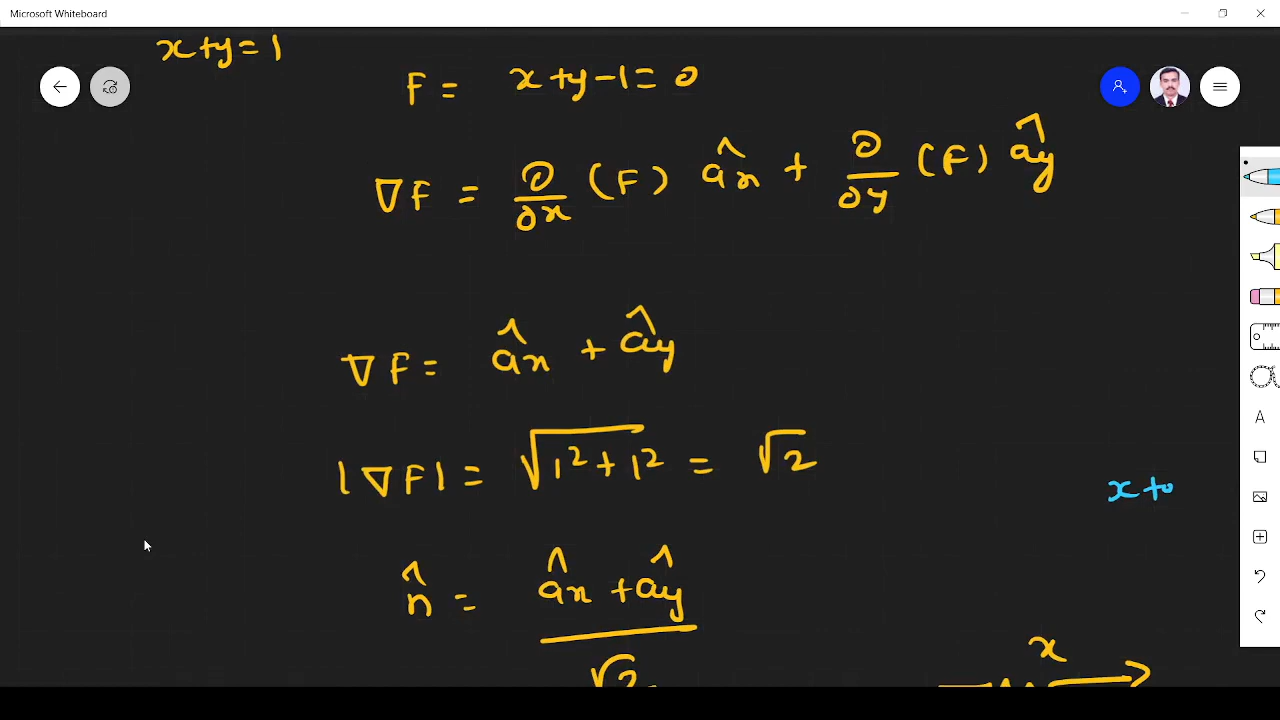 Microsoft Whiteboard
x+y=1
F = x+y-1=0
∇F = ∂/∂x (F) âx + ∂/∂y (F) ây
∇F = âx + ây
|∇F| = √(1²+1²) = √2
x+
n̂ = (âx + ây)/√2
x